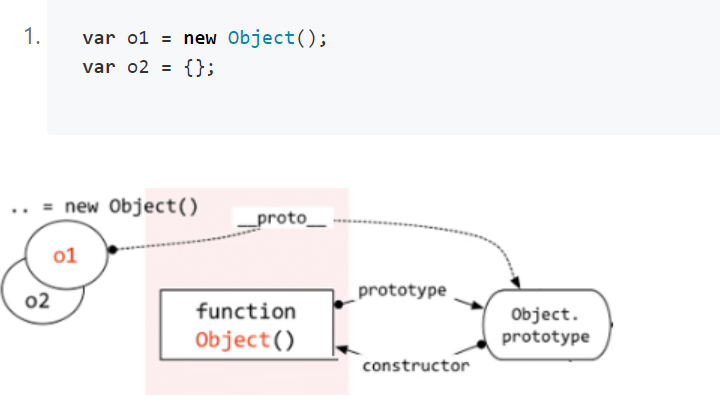 1.
var o1 = new Object();
var o2 = {};
.. = new Object()
__proto__
o1
o2
prototype
function
Object()
Object.
prototype
constructor